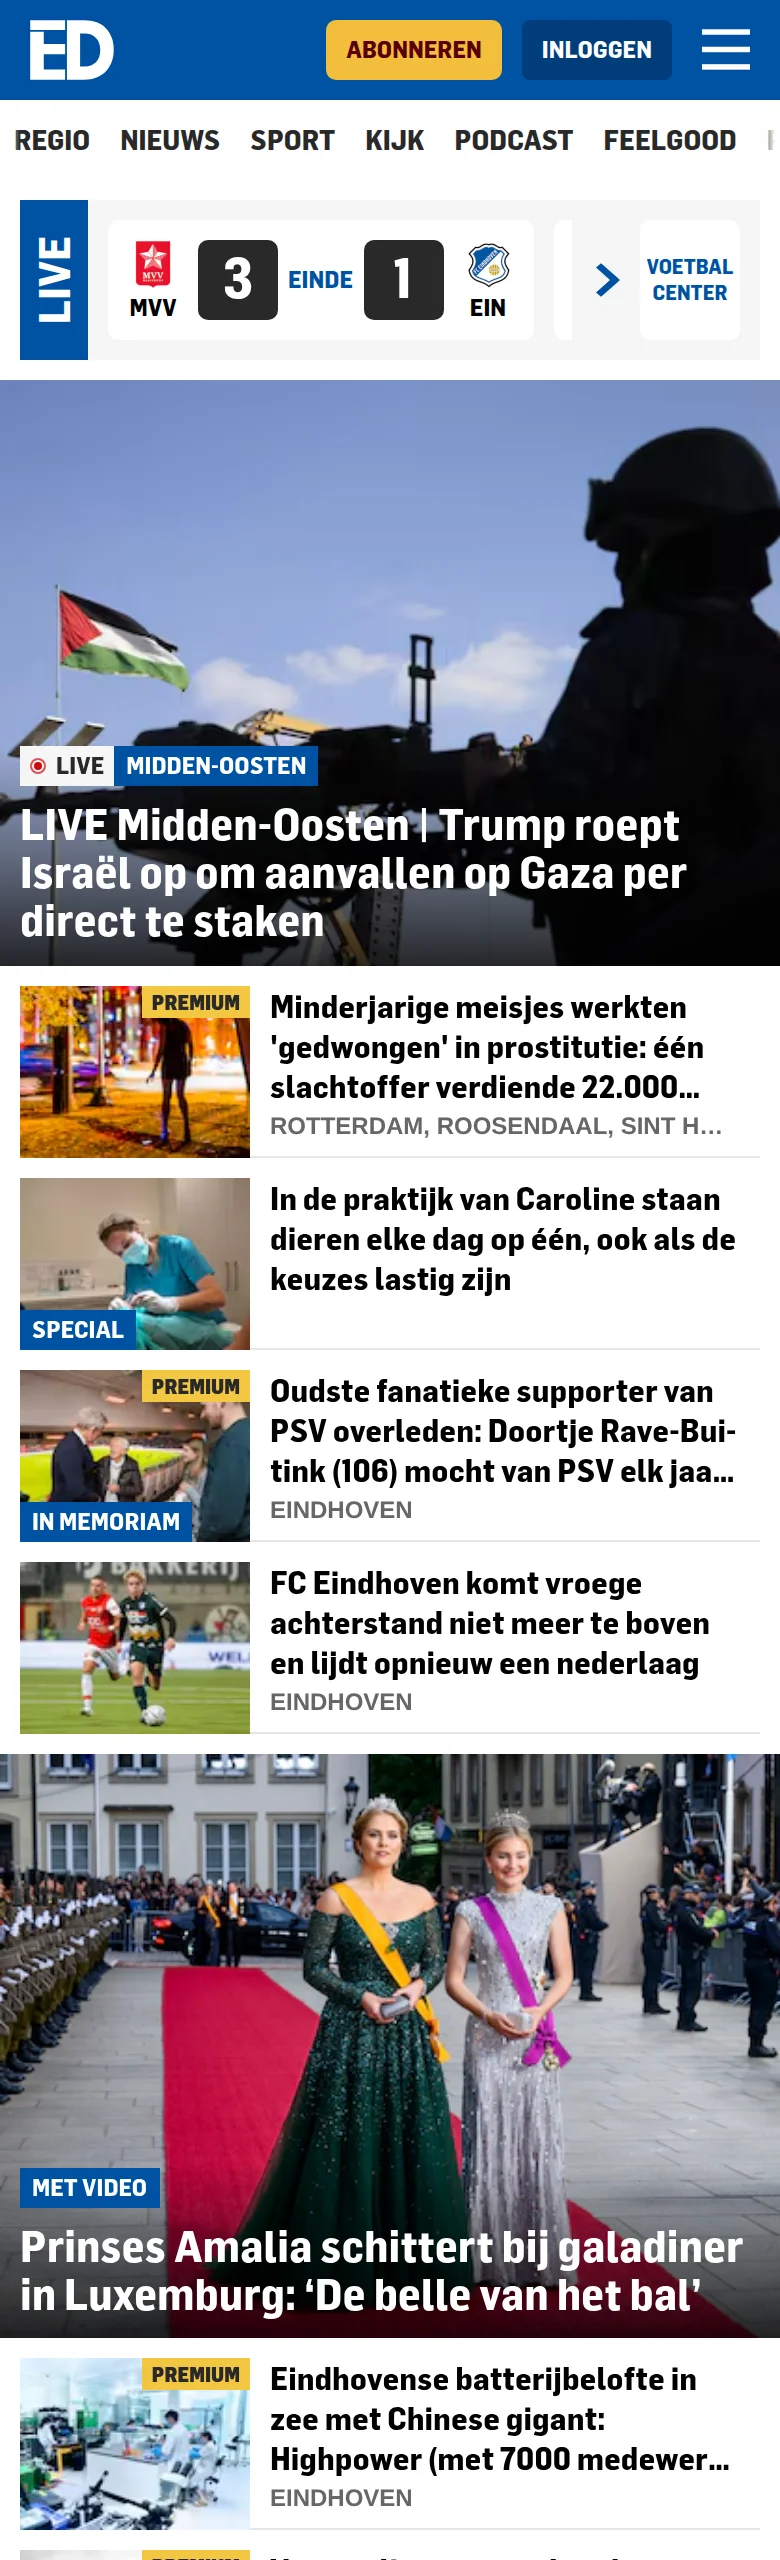 ED
ABONNEREN
INLOGGEN
REGIO NIEUWS SPORT KIJK PODCAST FEELGOOD
LIVE
MVV
3
EINDE
1
EIN
VOETBAL
CENTER
LIVE
MIDDEN-OOSTEN
LIVE Midden-Oosten | Trump roept
Israël op om aanvallen op Gaza per
direct te staken
PREMIUM
Minderjarige meisjes werkten
'gedwongen' in prostitutie: één
slachtoffer verdiende 22.000...
ROTTERDAM, ROOSENDAAL, SINT H...
In de praktijk van Caroline staan
dieren elke dag op één, ook als de
keuzes lastig zijn
SPECIAL
PREMIUM
Oudste fanatieke supporter van
PSV overleden: Doortje Rave-Bui-
tink (106) mocht van PSV elk jaa...
EINDHOVEN
IN MEMORIAM
FC Eindhoven komt vroege
achterstand niet meer te boven
en lijdt opnieuw een nederlaag
EINDHOVEN
MET VIDEO
Prinses Amalia schittert bij galadiner
in Luxemburg: ‘De belle van het bal’
PREMIUM
Eindhovense batterijbelofte in
zee met Chinese gigant:
Highpower (met 7000 medewer...
EINDHOVEN